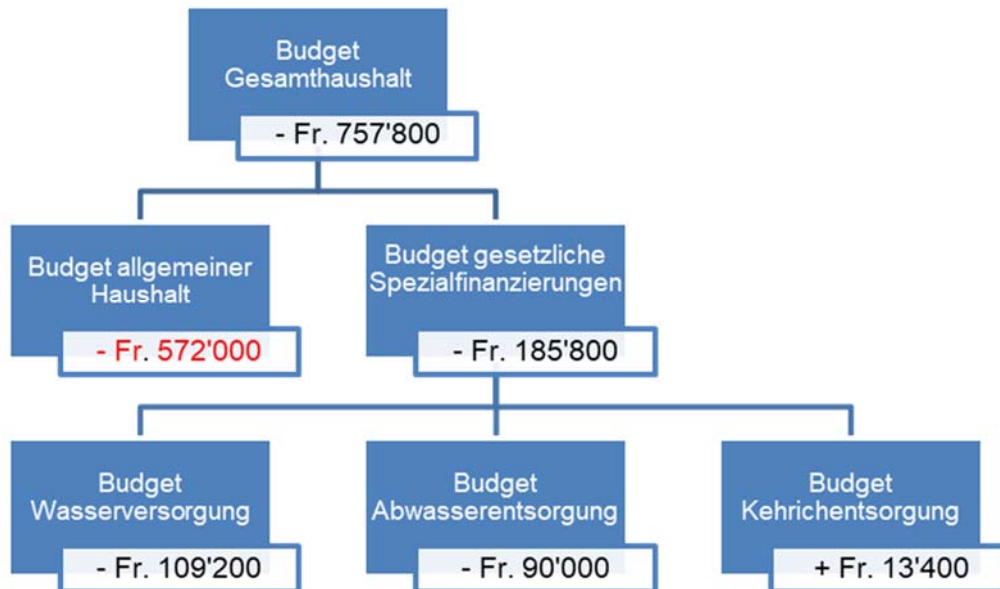 Budget
Gesamthaushalt
- Fr. 757'800
Budget allgemeiner
Haushalt
- Fr. 572'000
Budget gesetzliche
Spezialfinanzierungen
- Fr. 185'800
Budget
Wasserversorgung
- Fr. 109'200
Budget
Abwasserentsorgung
- Fr. 90'000
Budget
Kehrichentsorgung
+ Fr. 13'400